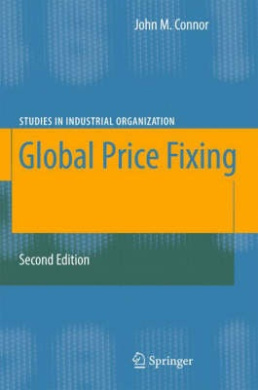 John M. Connor
STUDIES IN INDUSTRIAL ORGANIZATION
Global Price Fixing
Second Edition
Springer